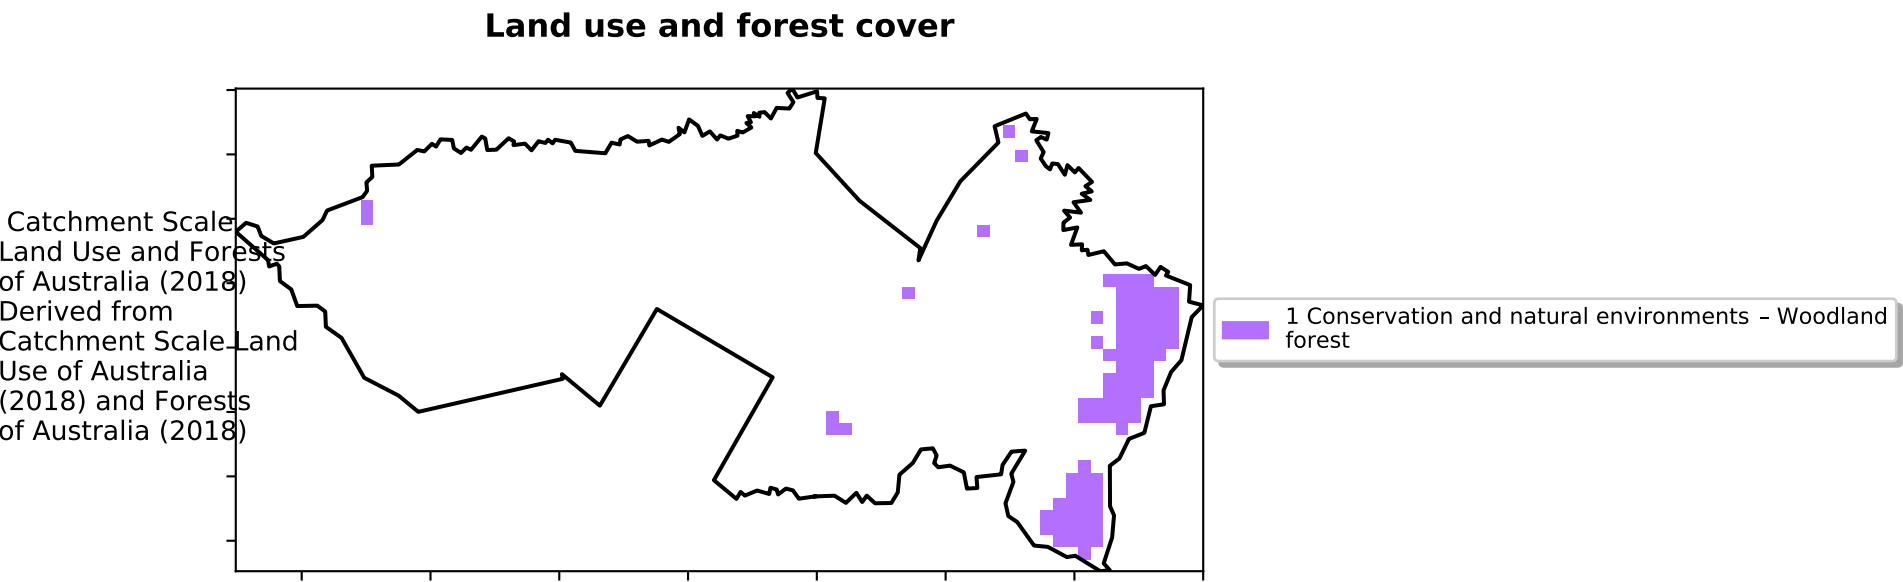 Land use and forest cover
Catchment Scale
Land Use and Forests
of Australia (2018)
Derived from
Catchment Scale Land
Use of Australia
(2018) and Forests
of Australia (2018)
1 Conservation and natural environments – Woodland
forest